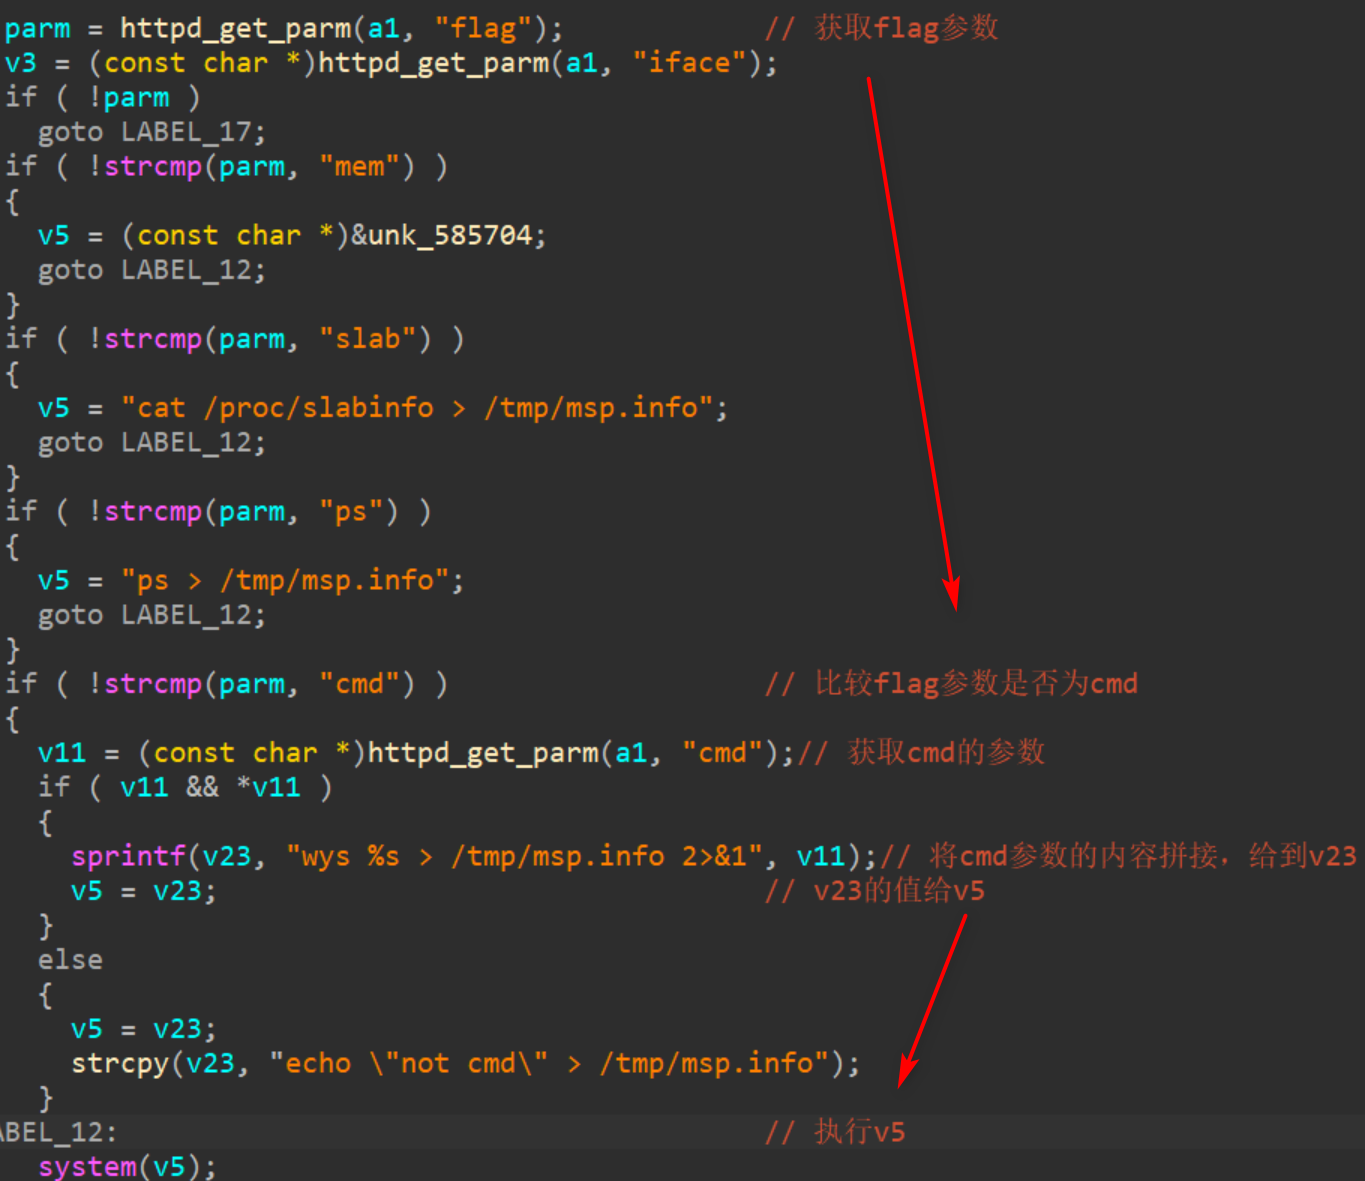 parm = httpd_get_parm(a1, "flag"); // 获取flag参数
v3 = (const char *)httpd_get_parm(a1, "iface");
if ( !parm )
goto LABEL_17;
if ( !strcmp(parm, "mem") )
{
v5 = (const char *)&unk_585704;
goto LABEL_12;
}
if ( !strcmp(parm, "slab") )
{
v5 = "cat /proc/slabinfo > /tmp/msp.info";
goto LABEL_12;
}
if ( !strcmp(parm, "ps") )
{
v5 = "ps > /tmp/msp.info";
goto LABEL_12;
}
if ( !strcmp(parm, "cmd") ) // 比较flag参数是否为cmd
{
v11 = (const char *)httpd_get_parm(a1, "cmd");// 获取cmd的参数
if ( v11 && *v11 )
{
sprintf(v23, "wys %s > /tmp/msp.info 2>&1", v11);// 将cmd参数的内容拼接，给到v23
v5 = v23; // v23的值给v5
}
else
{
v5 = v23;
strcpy(v23, "echo \"not cmd\" > /tmp/msp.info");
}
ABEL_12: // 执行v5
system(v5);